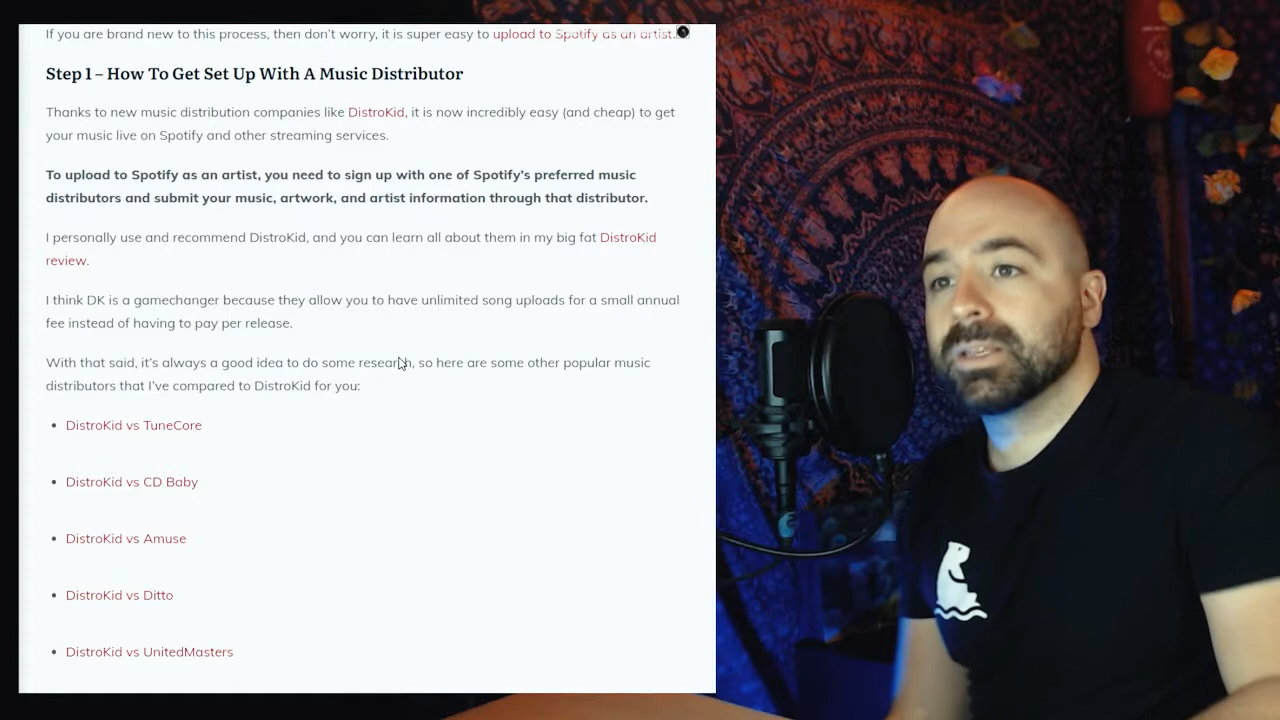 If you are brand new to this process, then don’t worry, it is super easy to upload to Spotify as an artist.
Step 1 – How To Get Set Up With A Music Distributor
Thanks to new music distribution companies like DistroKid, it is now incredibly easy (and cheap) to get
your music live on Spotify and other streaming services.
To upload to Spotify as an artist, you need to sign up with one of Spotify’s preferred music
distributors and submit your music, artwork, and artist information through that distributor.
I personally use and recommend DistroKid, and you can learn all about them in my big fat DistroKid
review.
I think DK is a gamechanger because they allow you to have unlimited song uploads for a small annual
fee instead of having to pay per release.
With that said, it’s always a good idea to do some research, so here are some other popular music
distributors that I’ve compared to DistroKid for you:
• DistroKid vs TuneCore
• DistroKid vs CD Baby
• DistroKid vs Amuse
• DistroKid vs Ditto
• DistroKid vs UnitedMasters